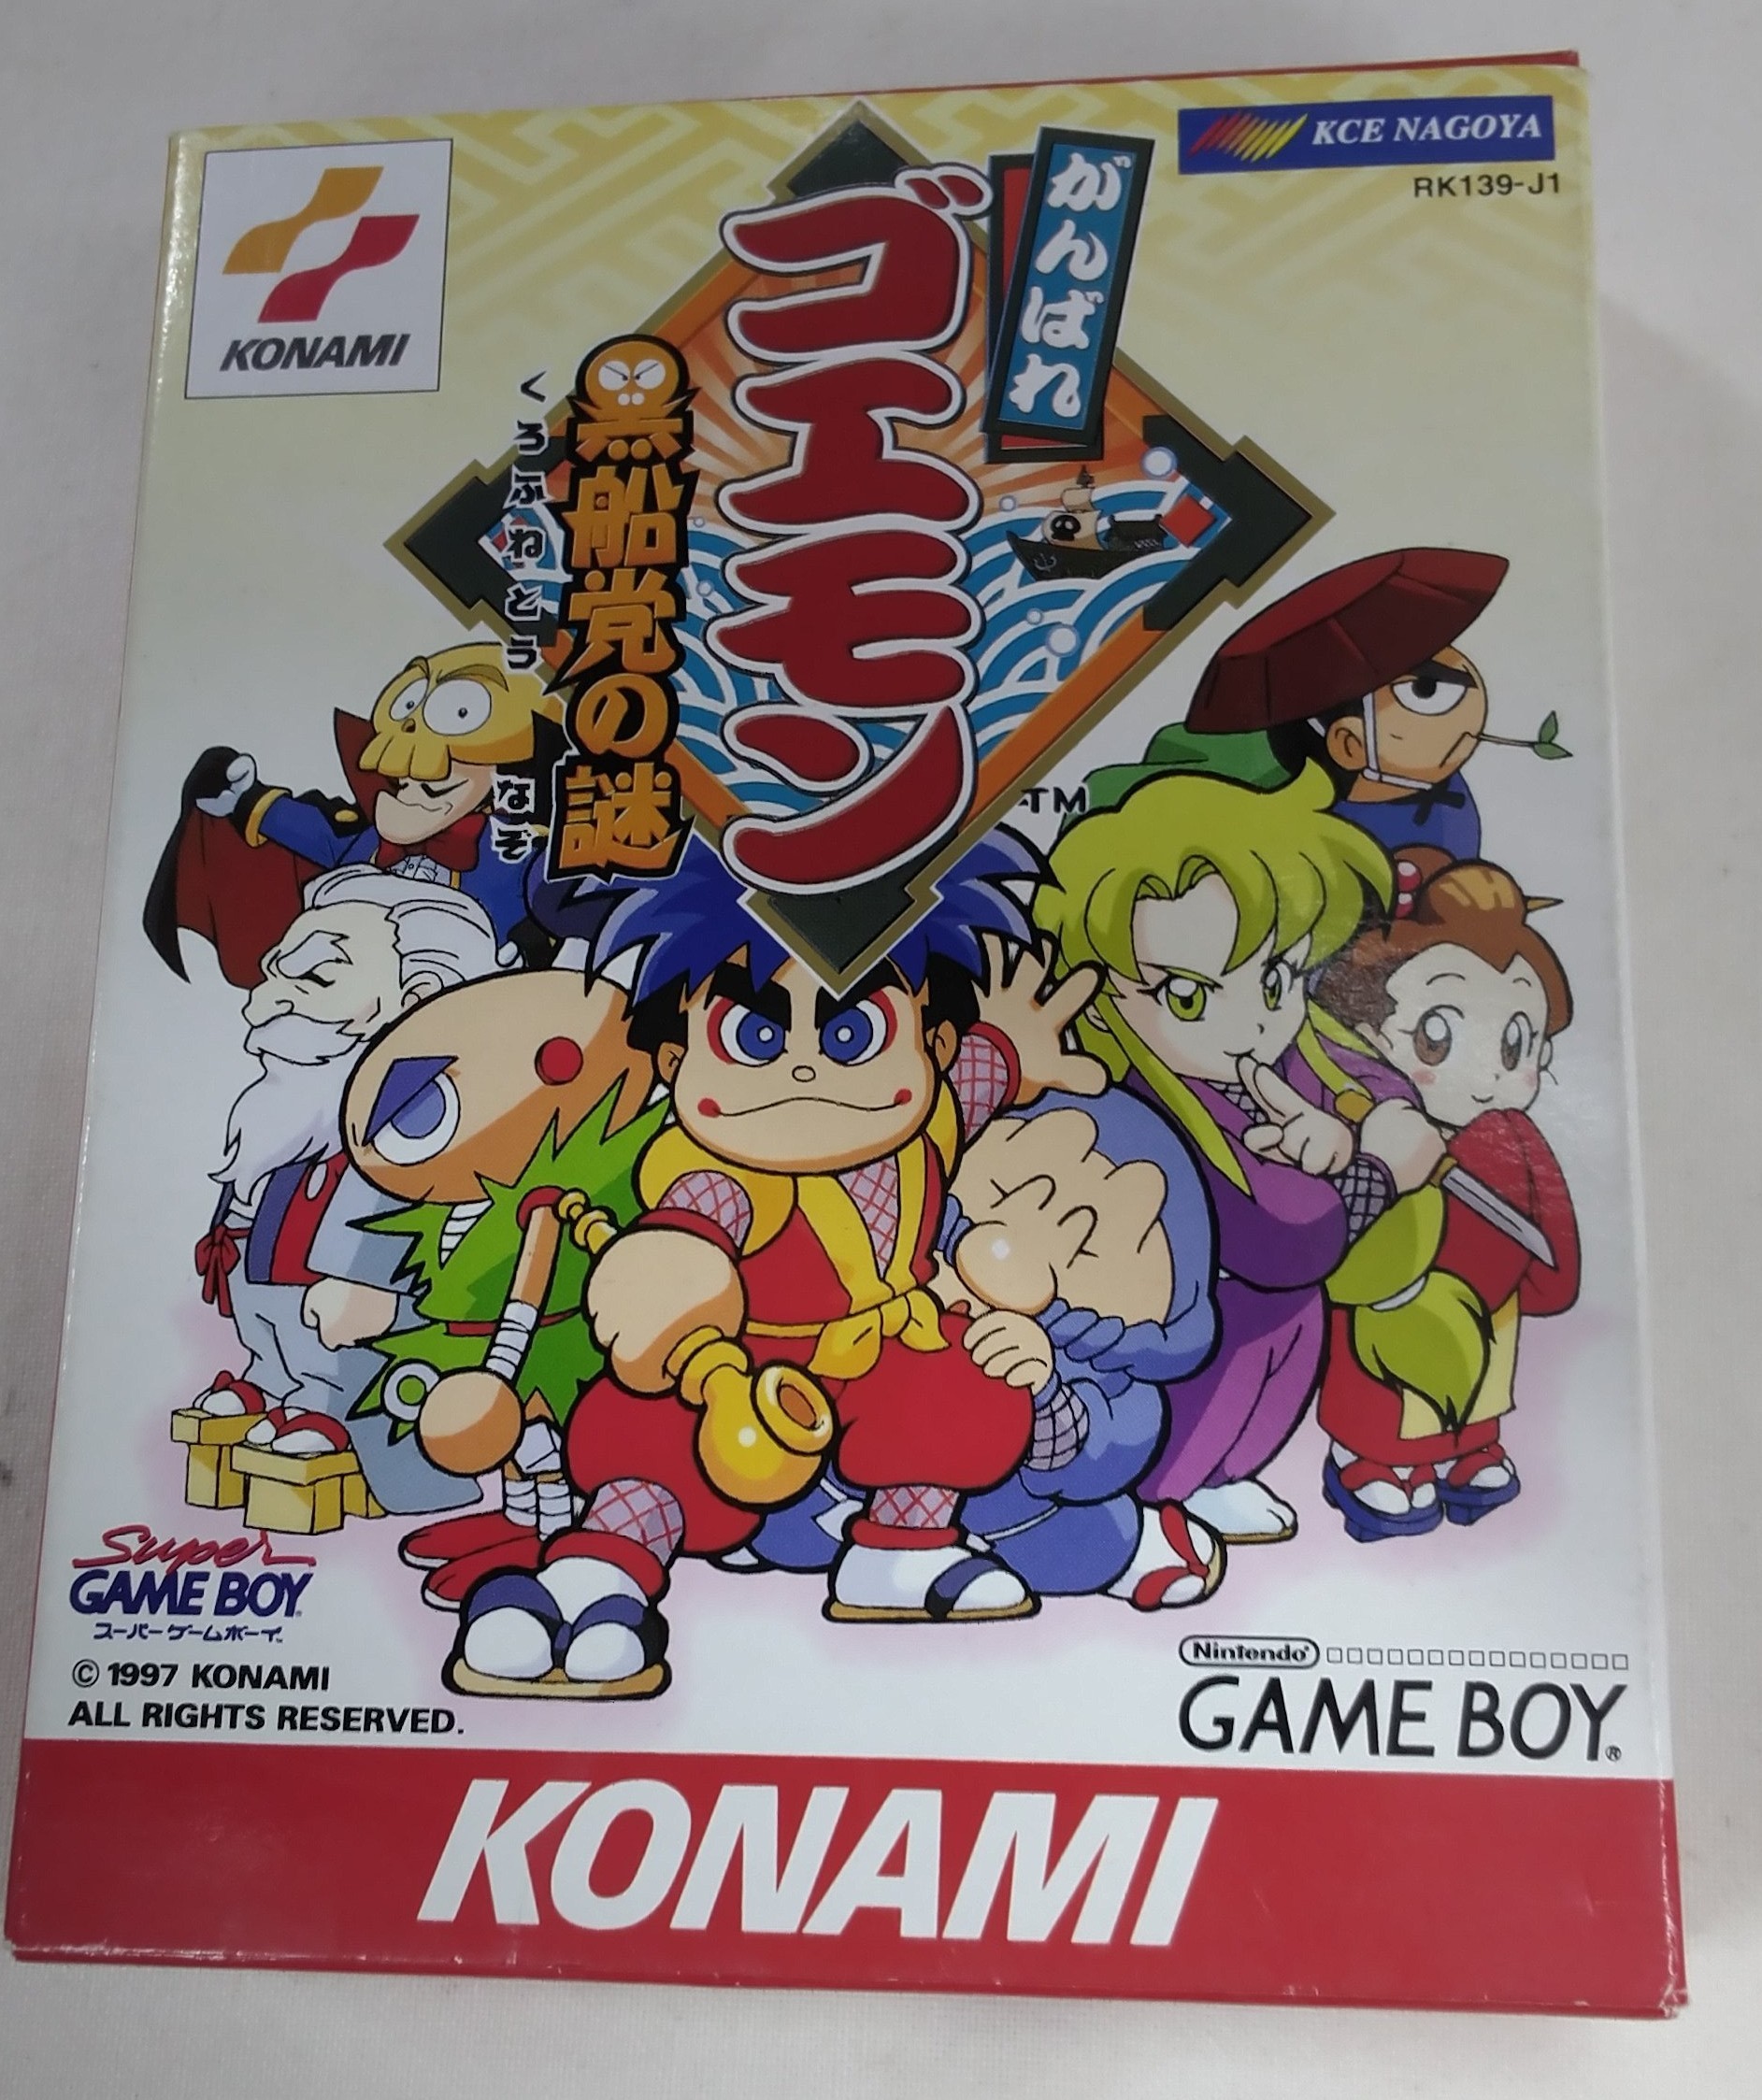 KONAMI
KCE NAGOYA
RK139-J1
がんばれ
ゴエモン
黒船党の謎
くろふねとう
なぞ
TM
Super
GAME BOY
スーパーゲームボーイ
© 1997 KONAMI
ALL RIGHTS RESERVED.
Nintendo®
GAME BOY®
KONAMI